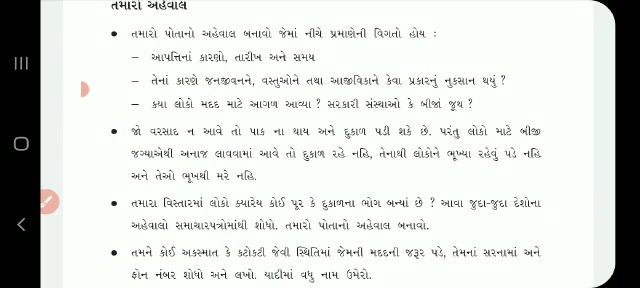 તમારો અહેવાલ
• તમારો પોતાનો અહેવાલ બનાવો જેમાં નીચે પ્રમાણેની વિગતો હોય :
– આપત્તિનાં કારણો, તારીખ અને સમય
– તેનાં કારણે જનજીવનને, વસ્તુઓને તથા આજીવિકાને કેવા પ્રકારનું નુકસાન થયું ?
– કયા લોકો મદદ માટે આગળ આવ્યા ? સરકારી સંસ્થાઓ કે બીજાં જૂથ ?
• જો વરસાદ ન આવે તો પાક ના થાય અને દુકાળ પડી શકે છે. પરંતુ લોકો માટે બીજી
જગ્યાએથી અનાજ લાવવામાં આવે તો દુકાળ રહે નહિ, તેનાથી લોકોને ભૂખ્યા રહેવું પડે નહિ
અને તેઓ ભૂખથી મરે નહિ.
• તમારા વિસ્તારમાં લોકો ક્યારેય કોઈ પૂર કે દુકાળના ભોગ બન્યાં છે ? આવા જુદા-જુદા દેશોના
અહેવાલો સમાચારપત્રોમાંથી શોધો. તમારો પોતાનો અહેવાલ બનાવો.
• તમને કોઈ અકસ્માત કે કટોકટી જેવી સ્થિતિમાં જેમની મદદની જરૂર પડે, તેમનાં સરનામાં અને
ફોન નંબર શોધો અને લખો. યાદીમાં વધુ નામ ઉમેરો.